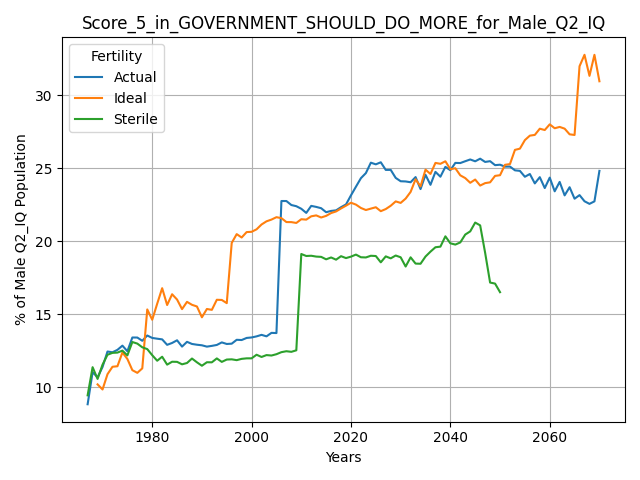 Score_5_in_GOVERNMENT_SHOULD_DO_MORE_for_Male_Q2_IQ
Fertility
Actual
Ideal
Sterile
% of Male Q2_IQ Population
30
25
20
15
10
1980
2000
2020
2040
2060
Years